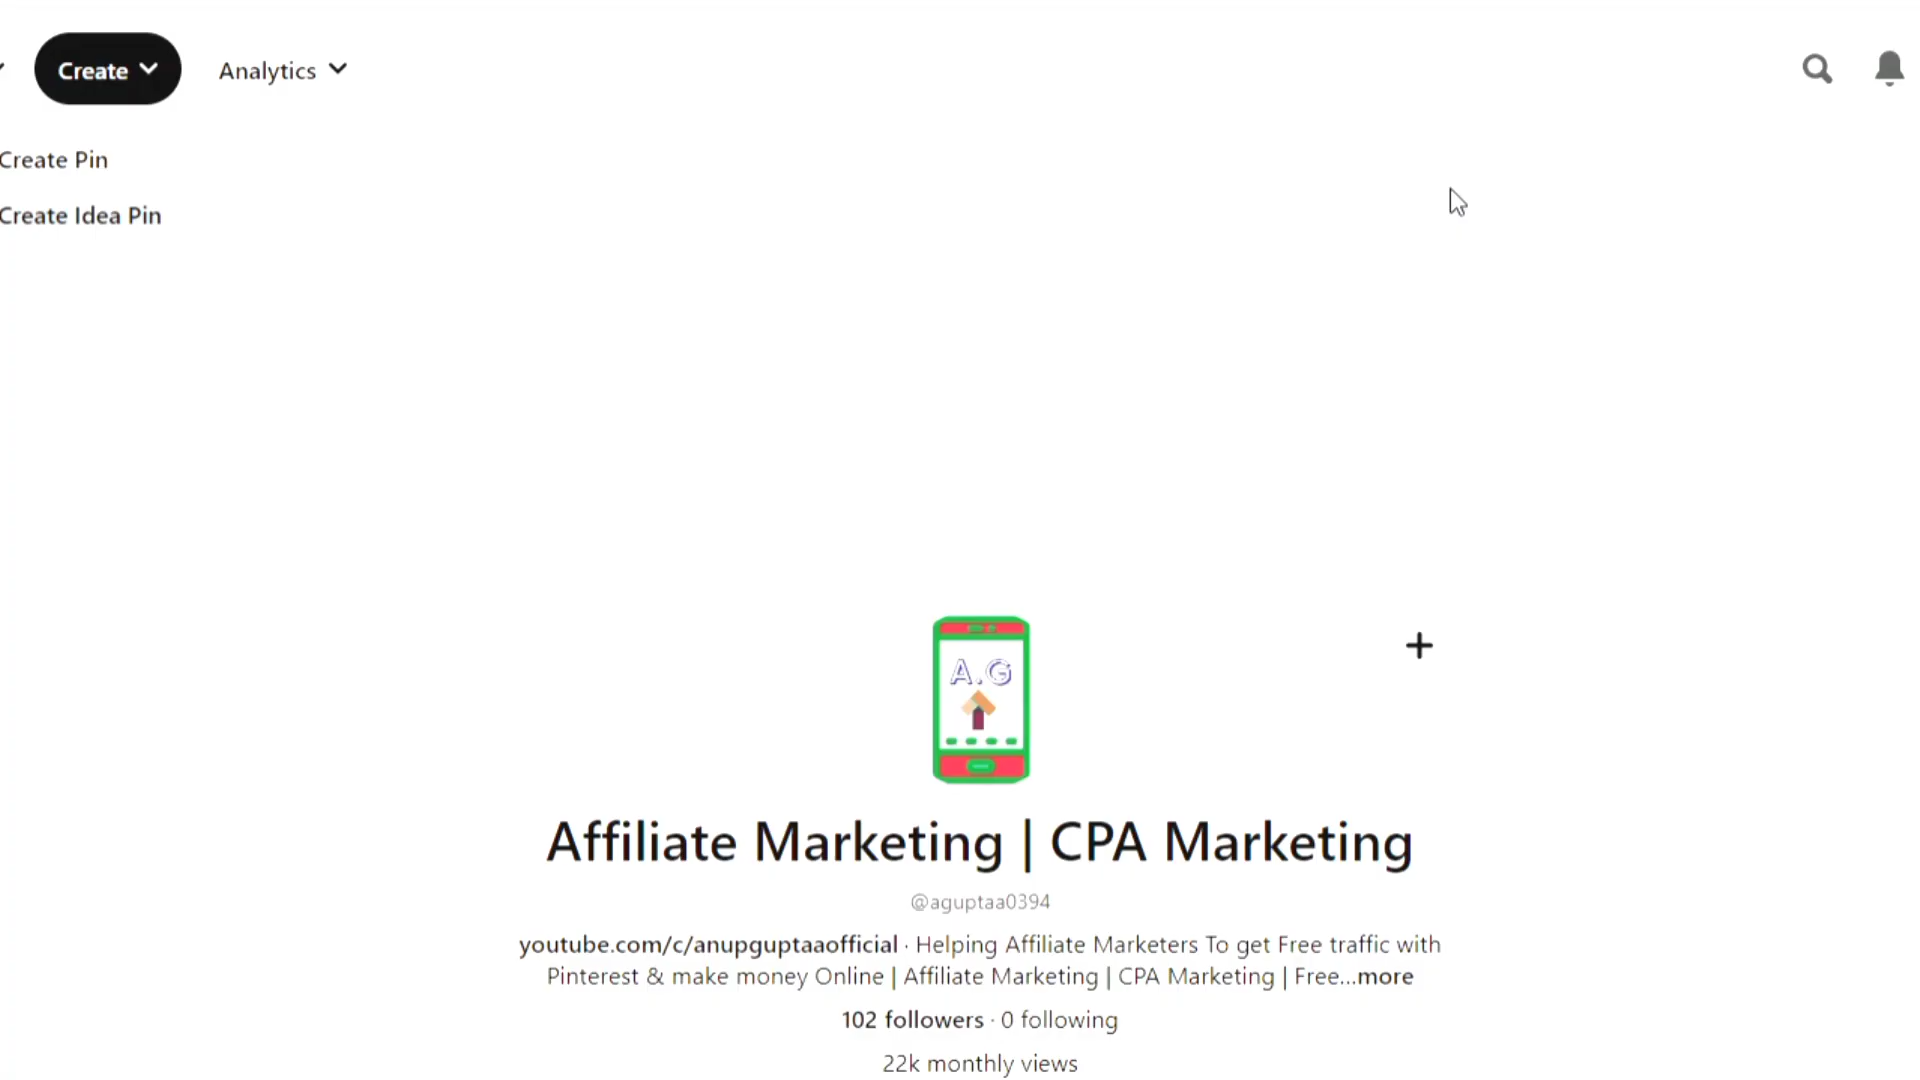 Create
Analytics
Create Pin
Create Idea Pin
A.G
Affiliate Marketing | CPA Marketing
@aguptaa0394
youtube.com/c/anupguptaaofficial · Helping Affiliate Marketers To get Free traffic with
Pinterest & make money Online | Affiliate Marketing | CPA Marketing | Free...more
102 followers · 0 following
22k monthly views